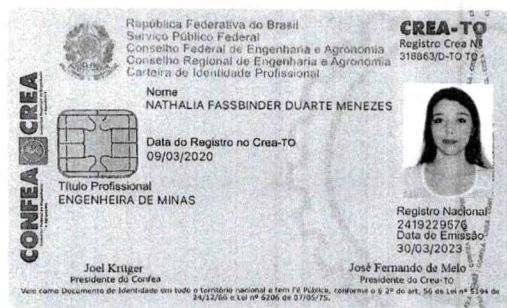 República Federativa do Brasil
Serviço Público Federal
Conselho Federal de Engenharia e Agronomia
Conselho Regional de Engenharia e Agronomia
Carteira de Identidade Profissional
CREA-TO
Registro Crea Nº
318863/D-TO TO
CONFEA CREA
Nome
NATHALIA FASSBINDER DUARTE MENEZES
Data do Registro no Crea-TO
09/03/2020
Título Profissional
ENGENHEIRA DE MINAS
Registro Nacional
2419229576
Data de Emissão
30/03/2023
Joel Krüger
Presidente do Confea
José Fernando de Melo
Presidente do Crea-TO
Vale como Documento de Identidade em todo o território nacional e tem Fé Pública, conforme o § 2º do art. 56 da Lei nº 5194 de
24/12/66 e Lei nº 6206 de 07/05/75.